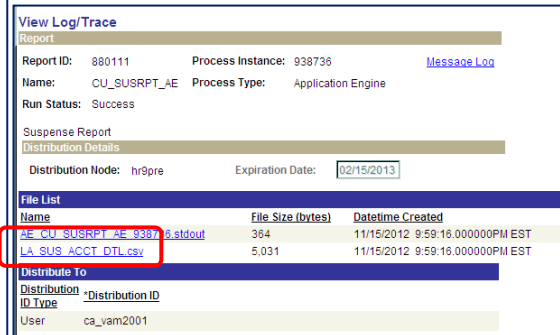 View Log/Trace
Report
Report ID: 880111 Process Instance: 938736 Message Log
Name: CU_SUSRPT_AE Process Type: Application Engine
Run Status: Success
Suspense Report
Distribution Details
Distribution Node: hr9pre Expiration Date: 02/15/2013
File List
Name File Size (bytes) Datetime Created
AE_CU_SUSRPT_AE_938736.stdout 364 11/15/2012 9:59:16.000000PM EST
LA_SUS_ACCT_DTL.csv 5,031 11/15/2012 9:59:16.000000PM EST
Distribute To
Distribution ID Type *Distribution ID
User ca_vam2001